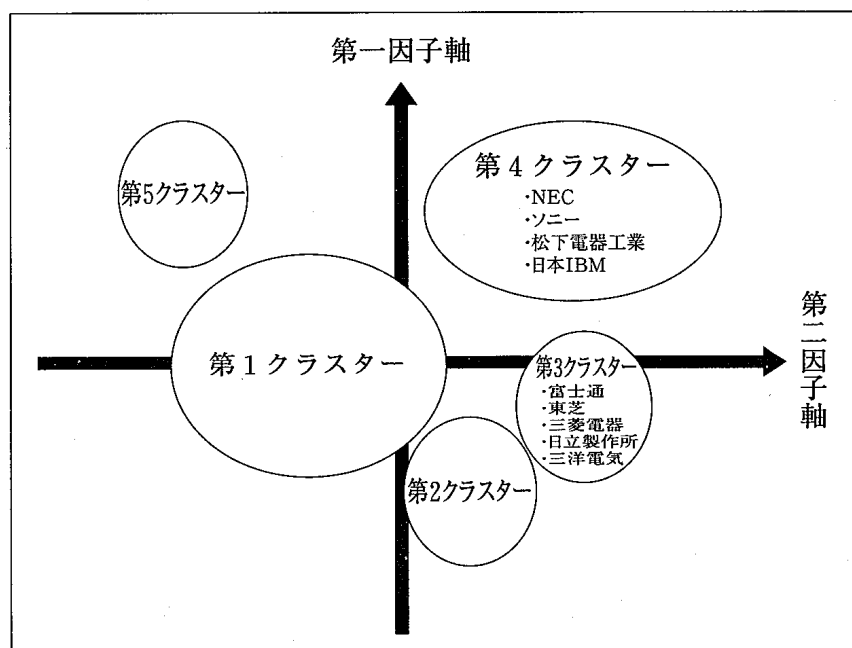 第一因子軸
第5クラスター
第4クラスター
・NEC
・ソニー
・松下電器工業
・日本IBM
第1クラスター
第二因子軸
第3クラスター
・富士通
・東芝
・三菱電器
・日立製作所
・三洋電気
第2クラスター